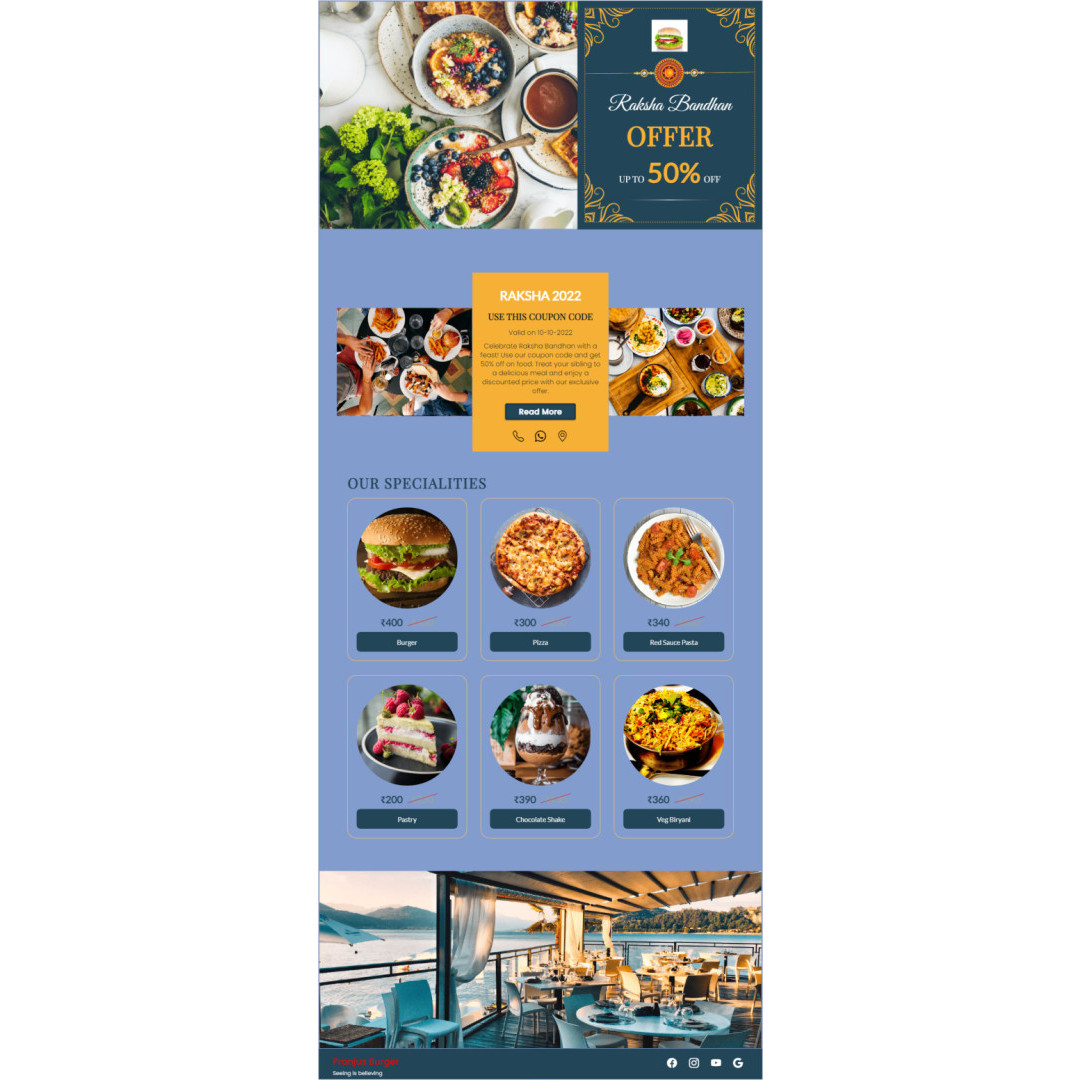 Raksha Bandhan
OFFER
UP TO 50% OFF
RAKSHA 2022
USE THIS COUPON CODE
Valid on 10-10-2022
Celebrate Raksha Bandhan with a
feast! Use our coupon code and get
50% off on food. Treat your sibling to
a delicious meal and enjoy a
discounted price with our exclusive
offer.
Read More
OUR SPECIALITIES
₹400 ₹300 ₹340
Burger Pizza Red Sauce Pasta
₹200 ₹390 ₹360
Pastry Chocolate Shake Veg Biryani
Pranjus Burger
Seeing is believing